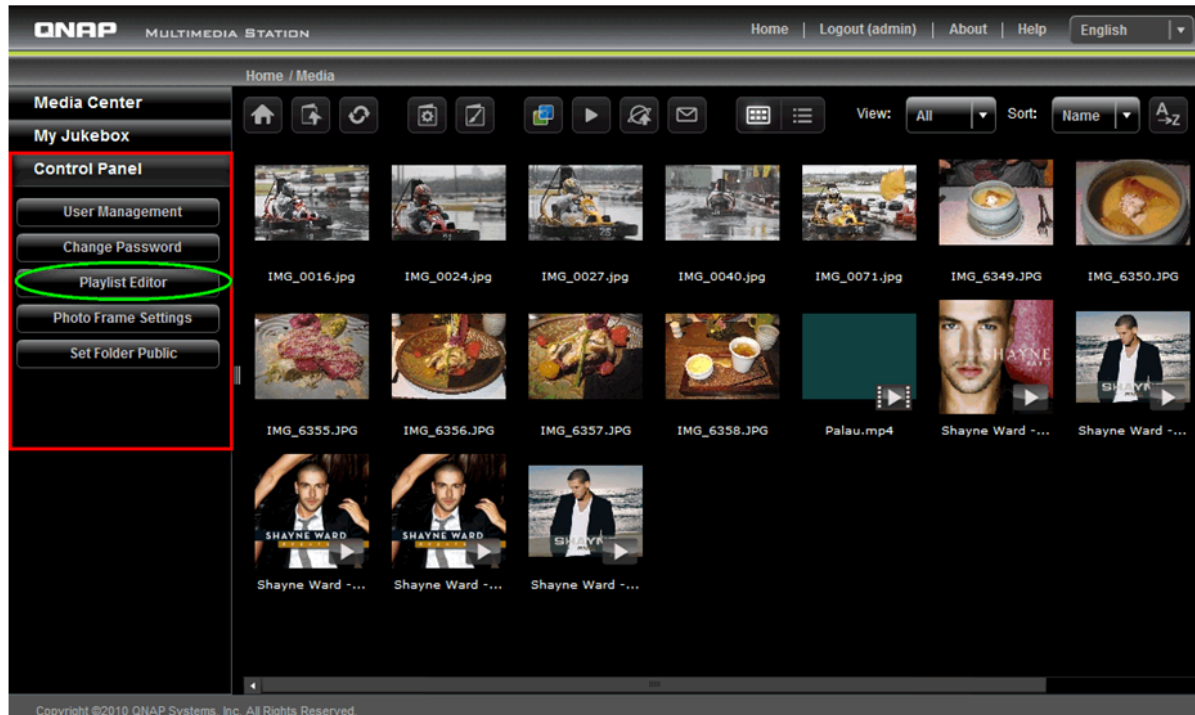 QNAP MULTIMEDIA STATION Home | Logout (admin) | About | Help English
Home / Media
Media Center
My Jukebox
Control Panel
User Management
Change Password
Playlist Editor
Photo Frame Settings
Set Folder Public
View: All Sort: Name A→Z
IMG_0016.jpg IMG_0024.jpg IMG_0027.jpg IMG_0040.jpg IMG_0071.jpg IMG_6349.JPG IMG_6350.JPG
SHAYNE
IMG_6355.JPG IMG_6356.JPG IMG_6357.JPG IMG_6358.JPG Palau.mp4 Shayne Ward -... Shayne Ward -...
SHAYNE WARD SHAYNE WARD
Shayne Ward -... Shayne Ward -... Shayne Ward -...
Copyright ©2010 QNAP Systems, Inc. All Rights Reserved.